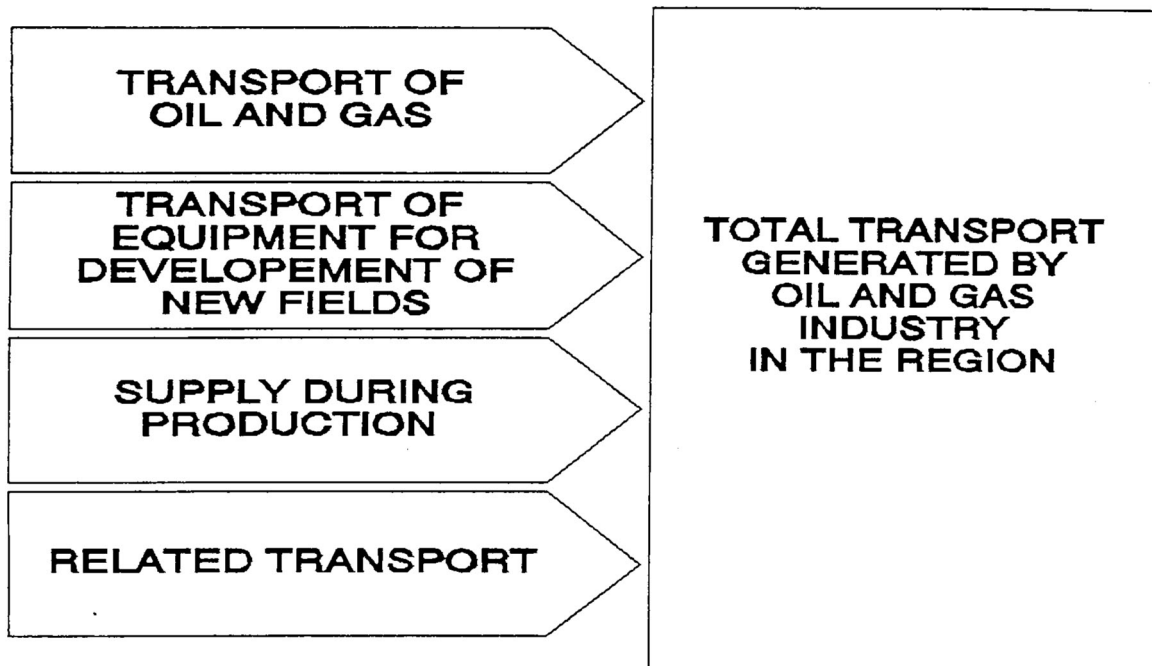 TRANSPORT OF
OIL AND GAS
TRANSPORT OF
EQUIPMENT FOR
DEVELOPEMENT OF
NEW FIELDS
SUPPLY DURING
PRODUCTION
RELATED TRANSPORT
TOTAL TRANSPORT
GENERATED BY
OIL AND GAS
INDUSTRY
IN THE REGION